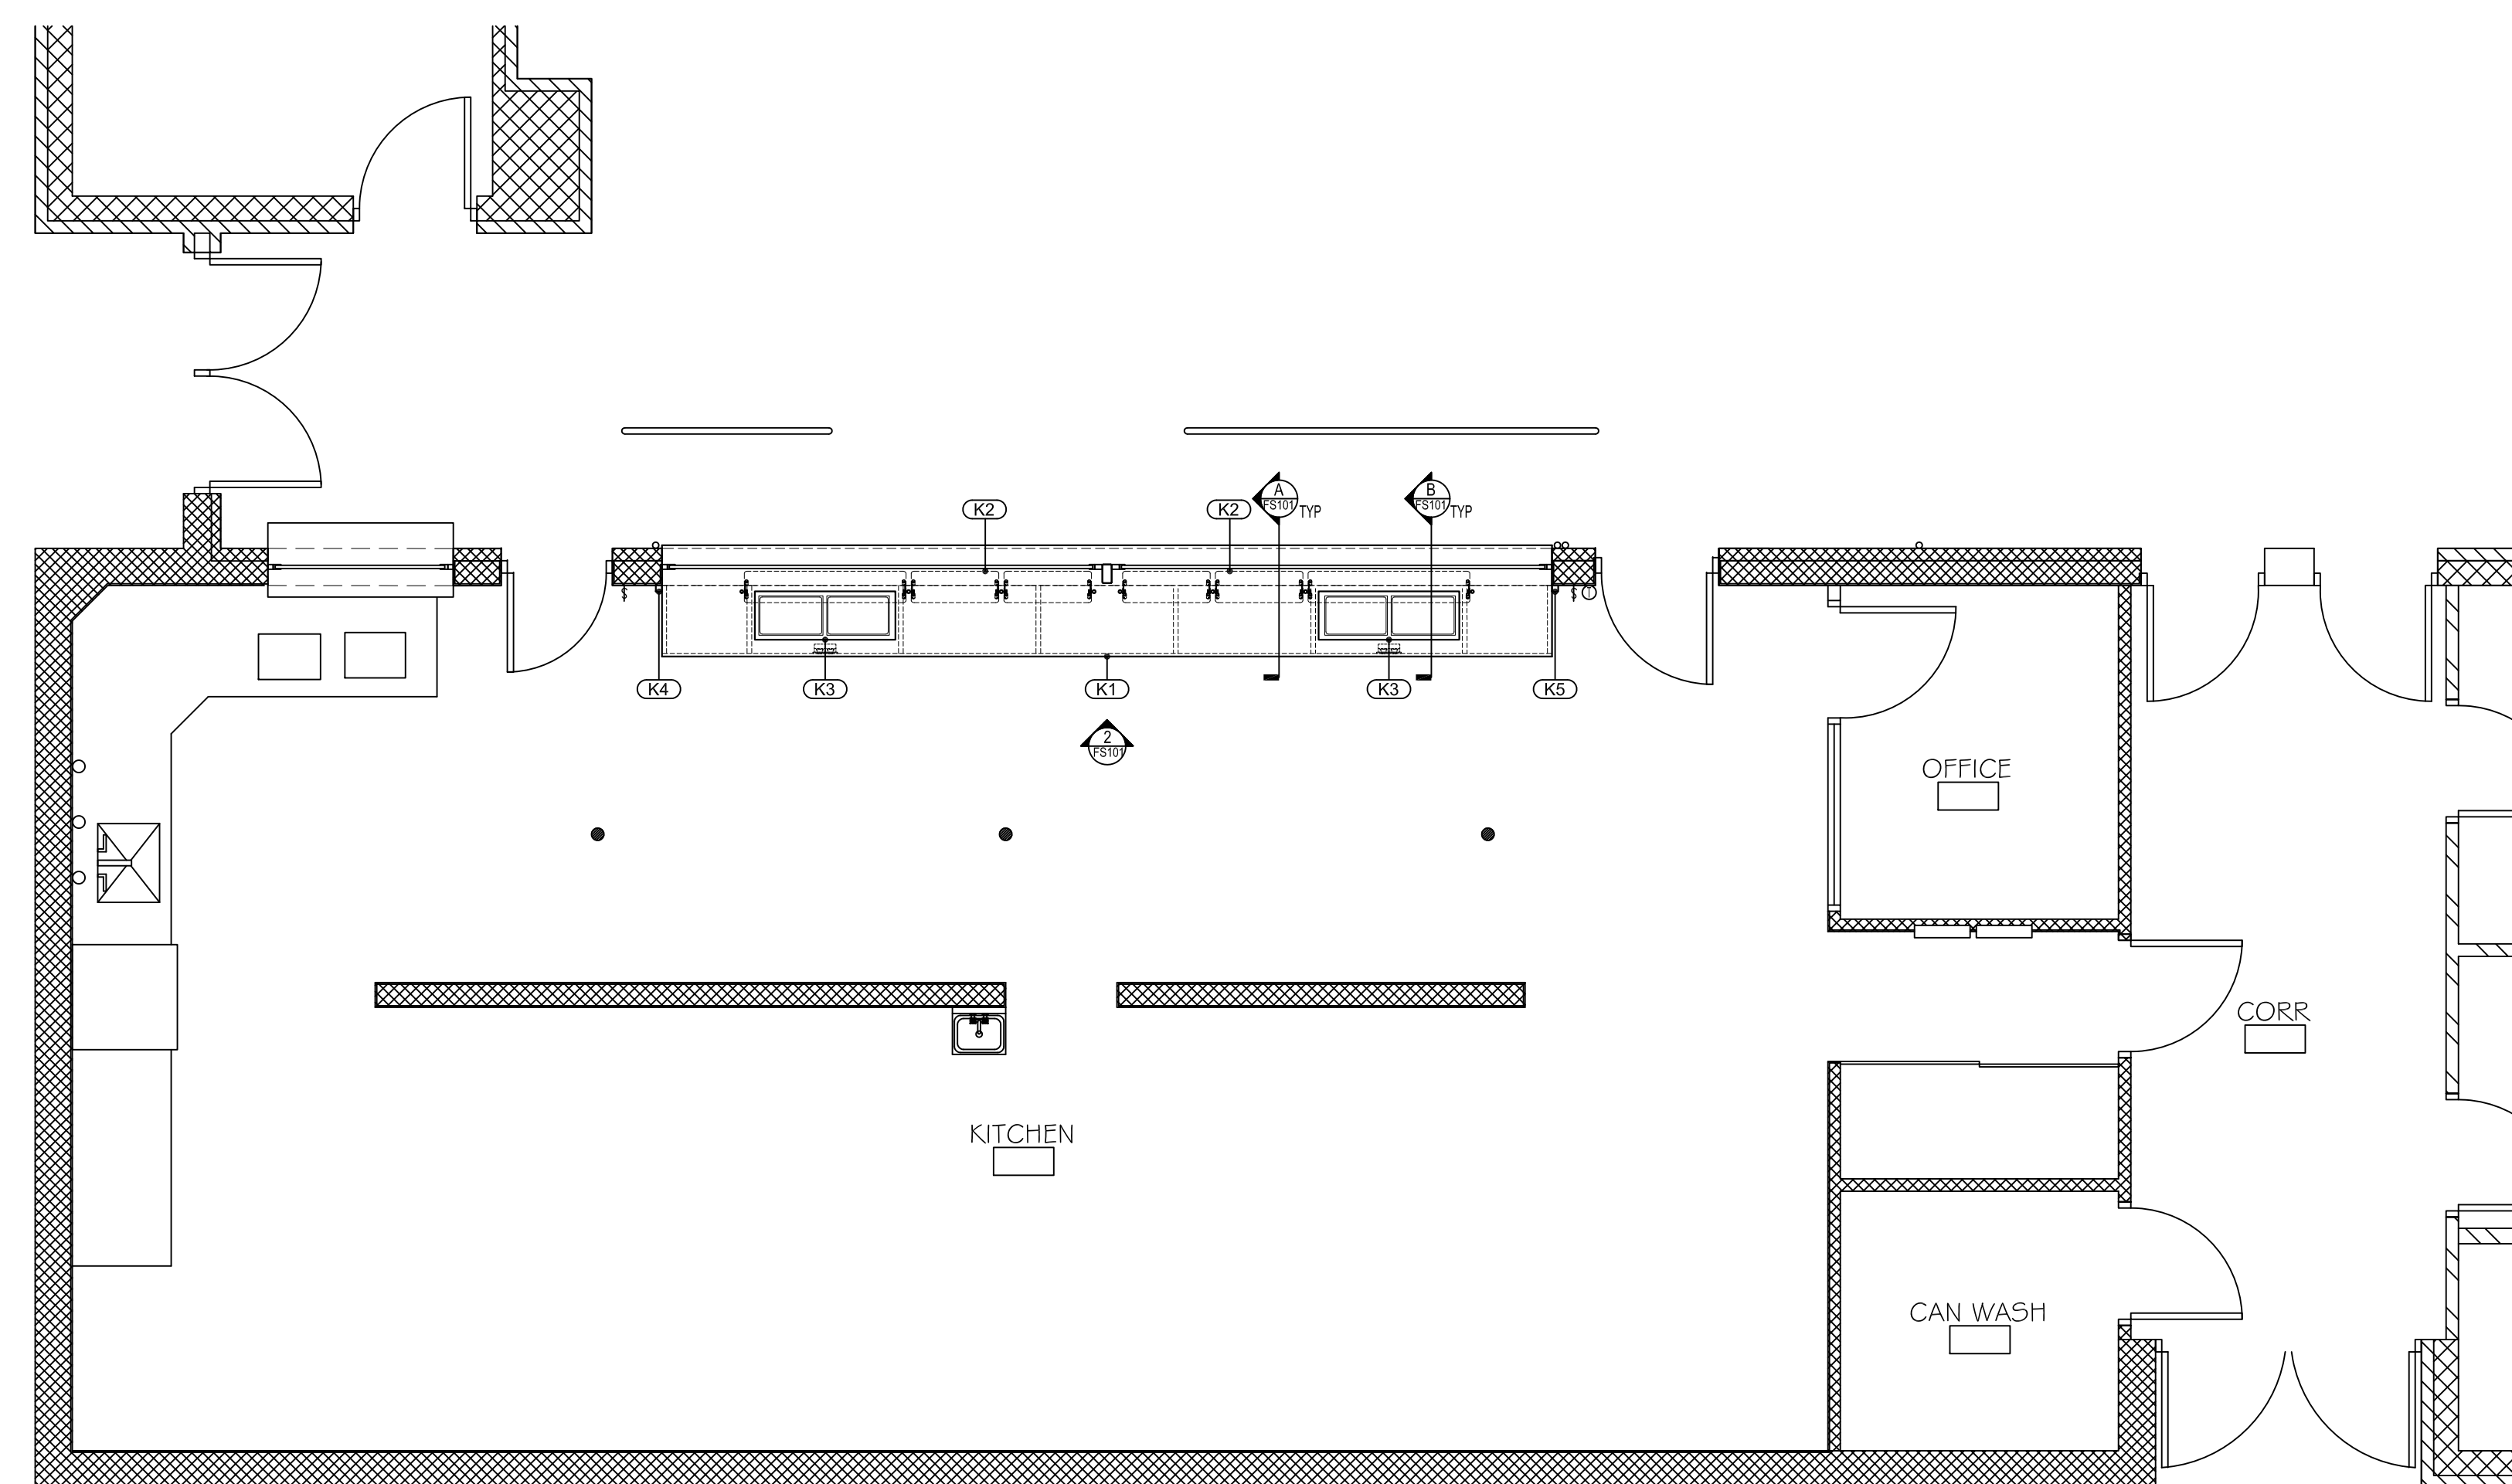 K2
K2
A
FS101
TYP
B
FS101
TYP
$
$
T
K4
K3
K1
K3
K5
2
FS101
OFFICE
CORR
KITCHEN
CAN WASH